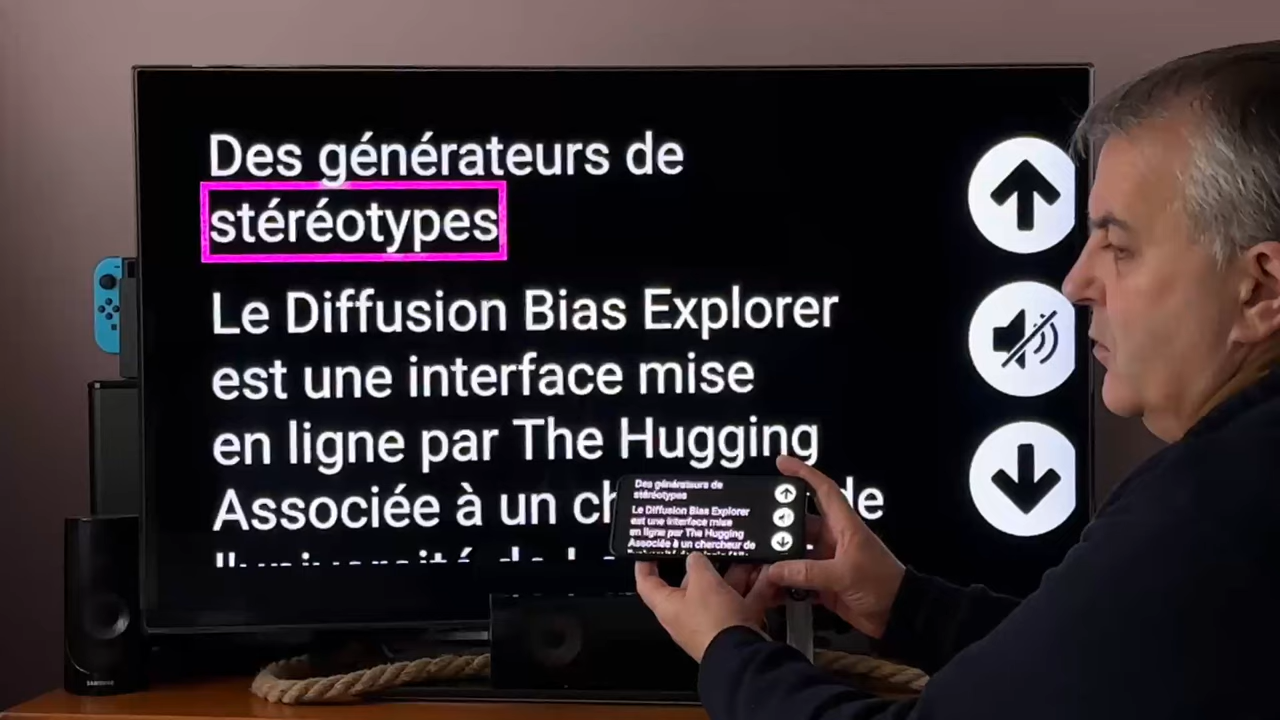 Des générateurs de
stéréotypes
Le Diffusion Bias Explorer
est une interface mise
en ligne par The Hugging
Associée à un chercheur de
Des générateurs de
stéréotypes
Le Diffusion Bias Explorer
est une interface mise
en ligne par The Hugging
Associée à un chercheur de
SAMSUNG